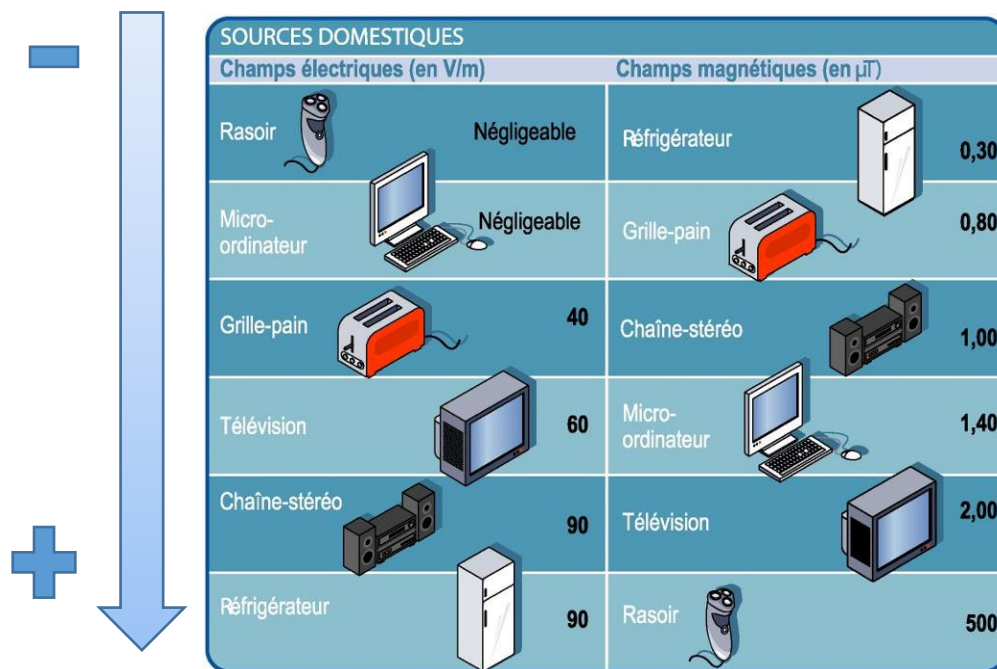 SOURCES DOMESTIQUES
Champs électriques (en V/m)
Champs magnétiques (en µT)
Rasoir
Négligeable
Réfrigérateur
0,30
Micro-
ordinateur
Négligeable
Grille-pain
0,80
Grille-pain
40
Chaîne-stéréo
1,00
Télévision
60
Micro-
ordinateur
1,40
Chaîne-stéréo
90
Télévision
2,00
Réfrigérateur
90
Rasoir
500